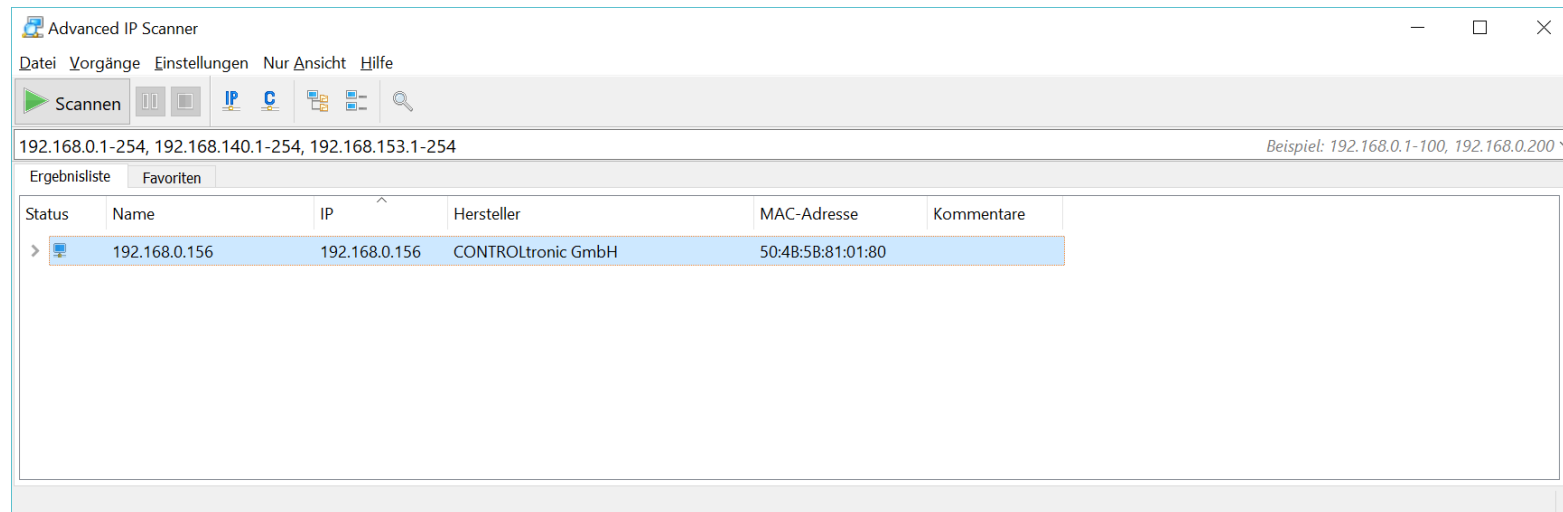 Advanced IP Scanner
Datei Vorgänge Einstellungen Nur Ansicht Hilfe
Scannen IP C
192.168.0.1-254, 192.168.140.1-254, 192.168.153.1-254 Beispiel: 192.168.0.1-100, 192.168.0.200
Ergebnisliste Favoriten
Status Name IP Hersteller MAC-Adresse Kommentare
192.168.0.156 192.168.0.156 CONTROLtronic GmbH 50:4B:5B:81:01:80